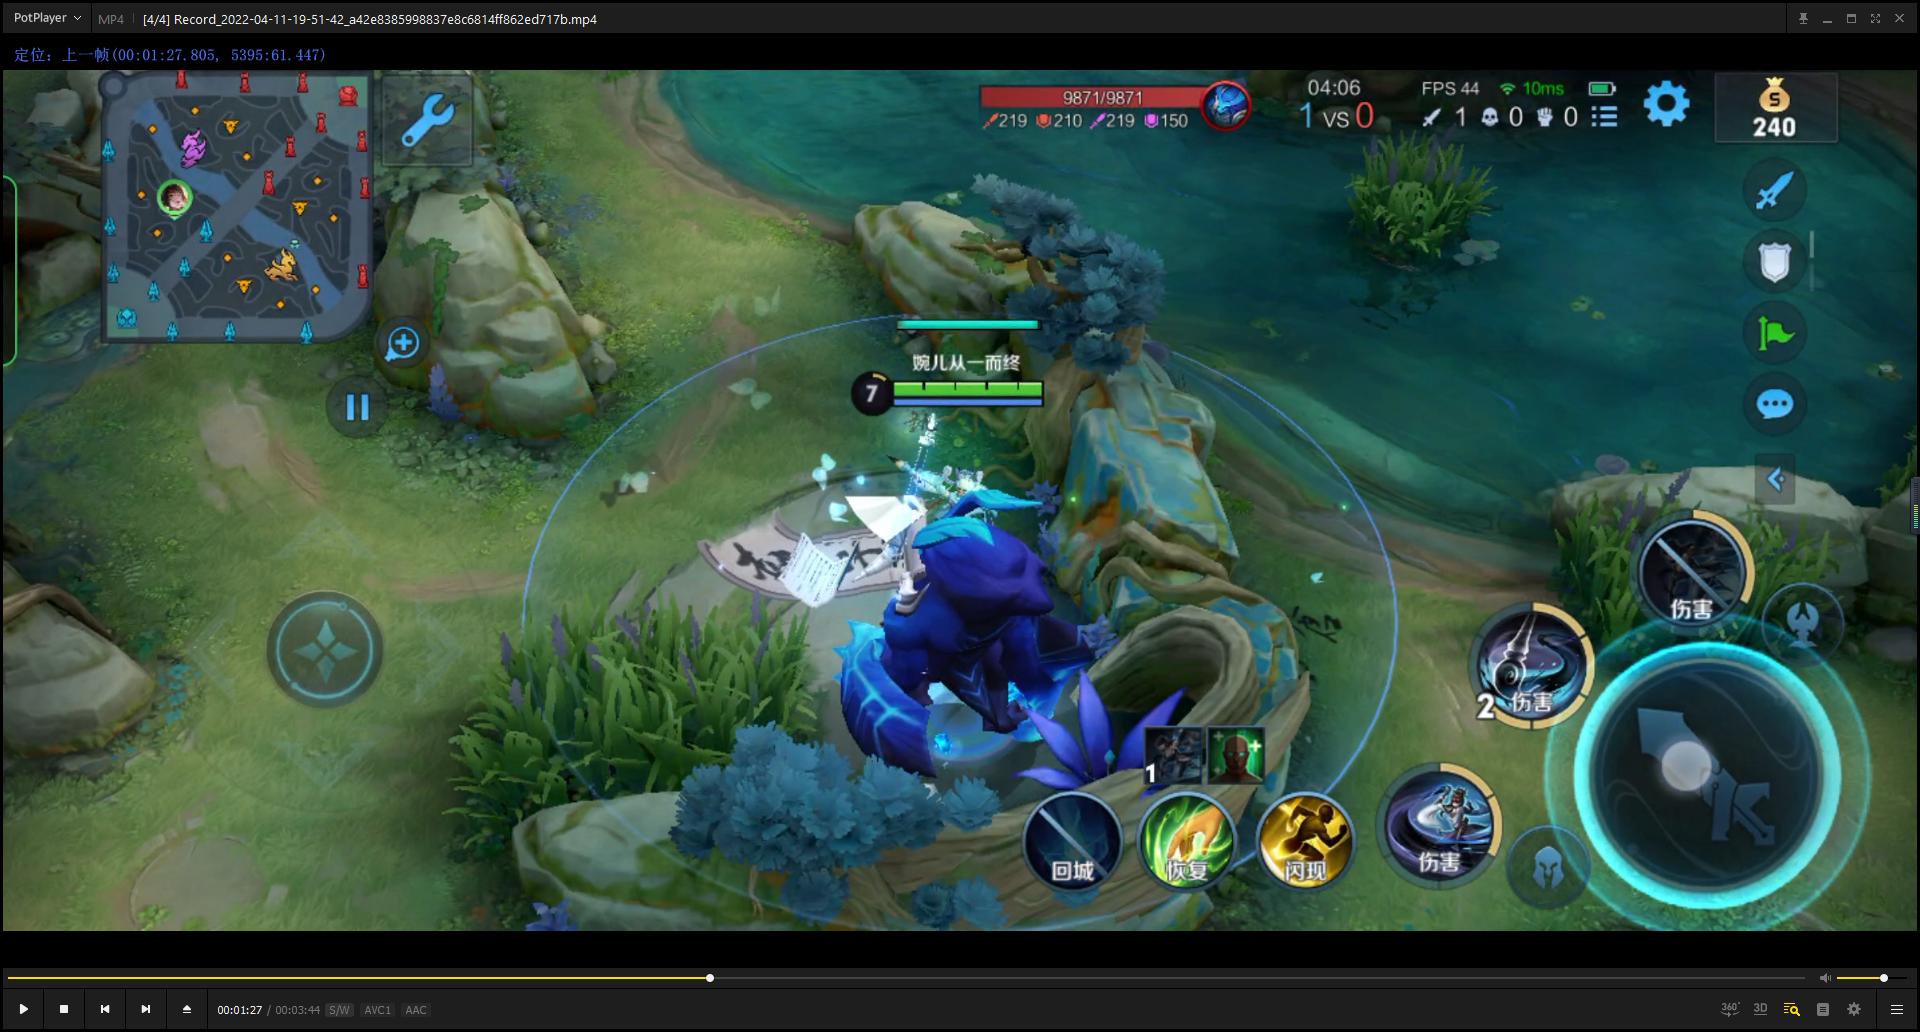 PotPlayer
MP4
[4/4] Record_2022-04-11-19-51-42_a42e8385998837e8c6814ff862ed717b.mp4
定位: 上一帧(00:01:27.805, 5395:61.447)
9871/9871
219 210 219 150
04:06
1 VS 0
FPS 44
10ms
1 0 0
240
婉儿从一而终
7
伤害
2
伤害
1
回城
恢复
闪现
伤害
00:01:27 / 00:03:44 S/W AVC1 AAC
360°
3D